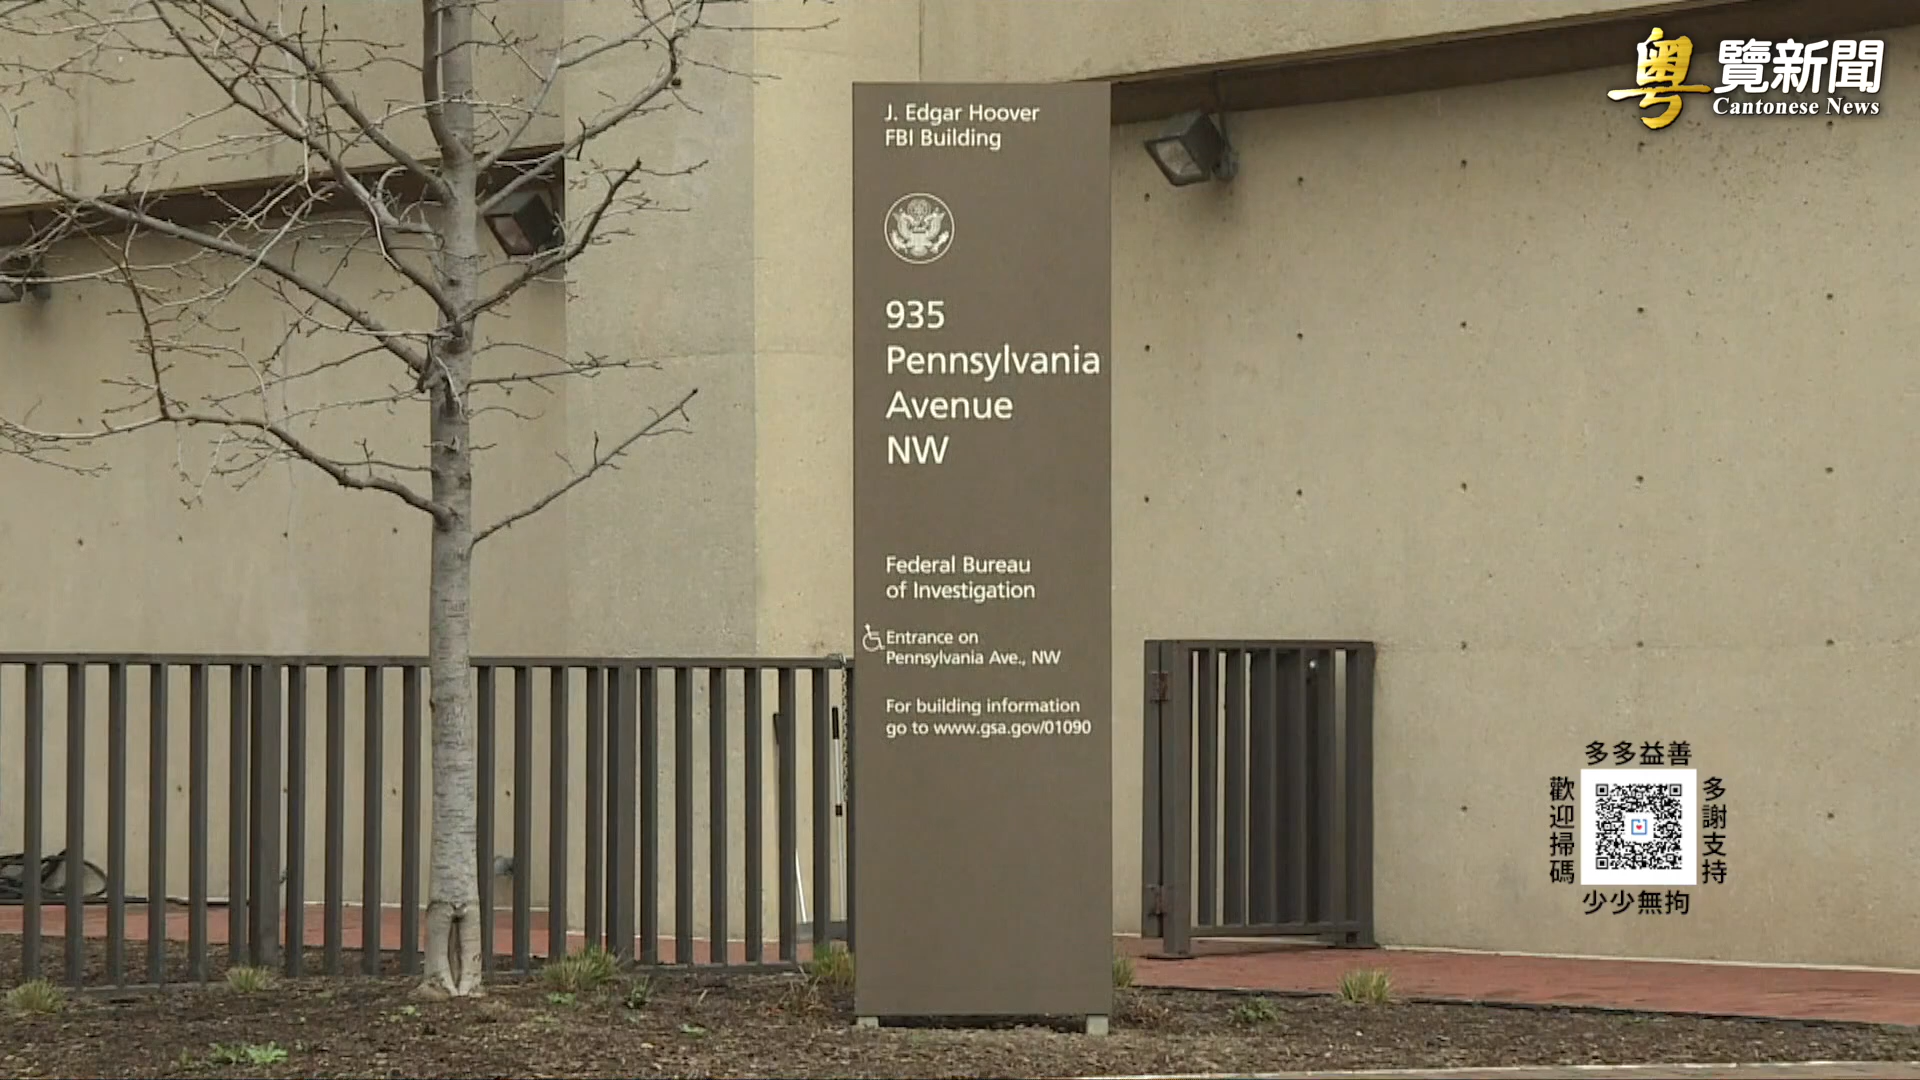 J. Edgar Hoover
FBI Building
935
Pennsylvania
Avenue
NW
Federal Bureau
of Investigation
Entrance on
Pennsylvania Ave., NW
For building information
go to www.gsa.gov/01090
粵覽新聞
Cantonese News
多多益善
歡迎掃碼
多謝支持
少少無拘